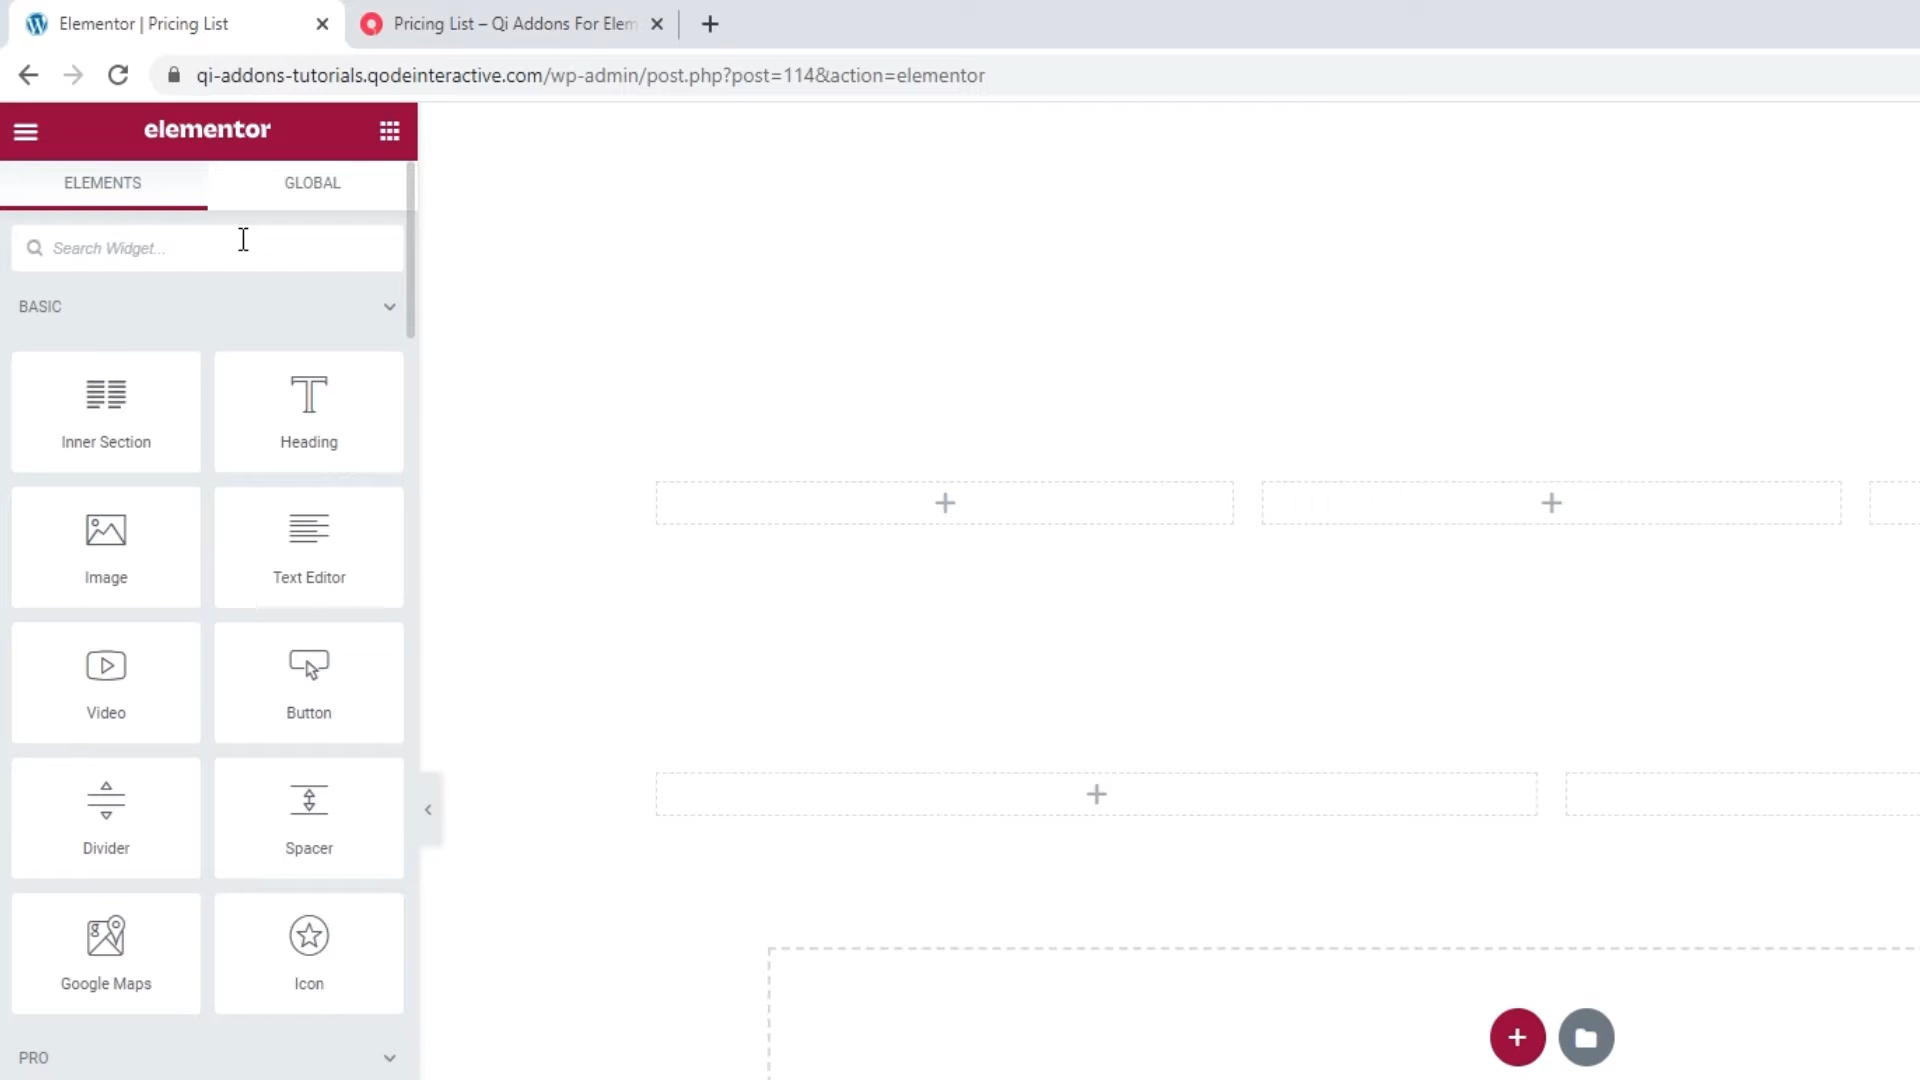 Elementor | Pricing List
Pricing List – Qi Addons For Elem
qi-addons-tutorials.qodeinteractive.com/wp-admin/post.php?post=114&action=elementor
elementor
ELEMENTS
GLOBAL
Search Widget...
BASIC
Inner Section
Heading
Image
Text Editor
Video
Button
Divider
Spacer
Google Maps
Icon
PRO